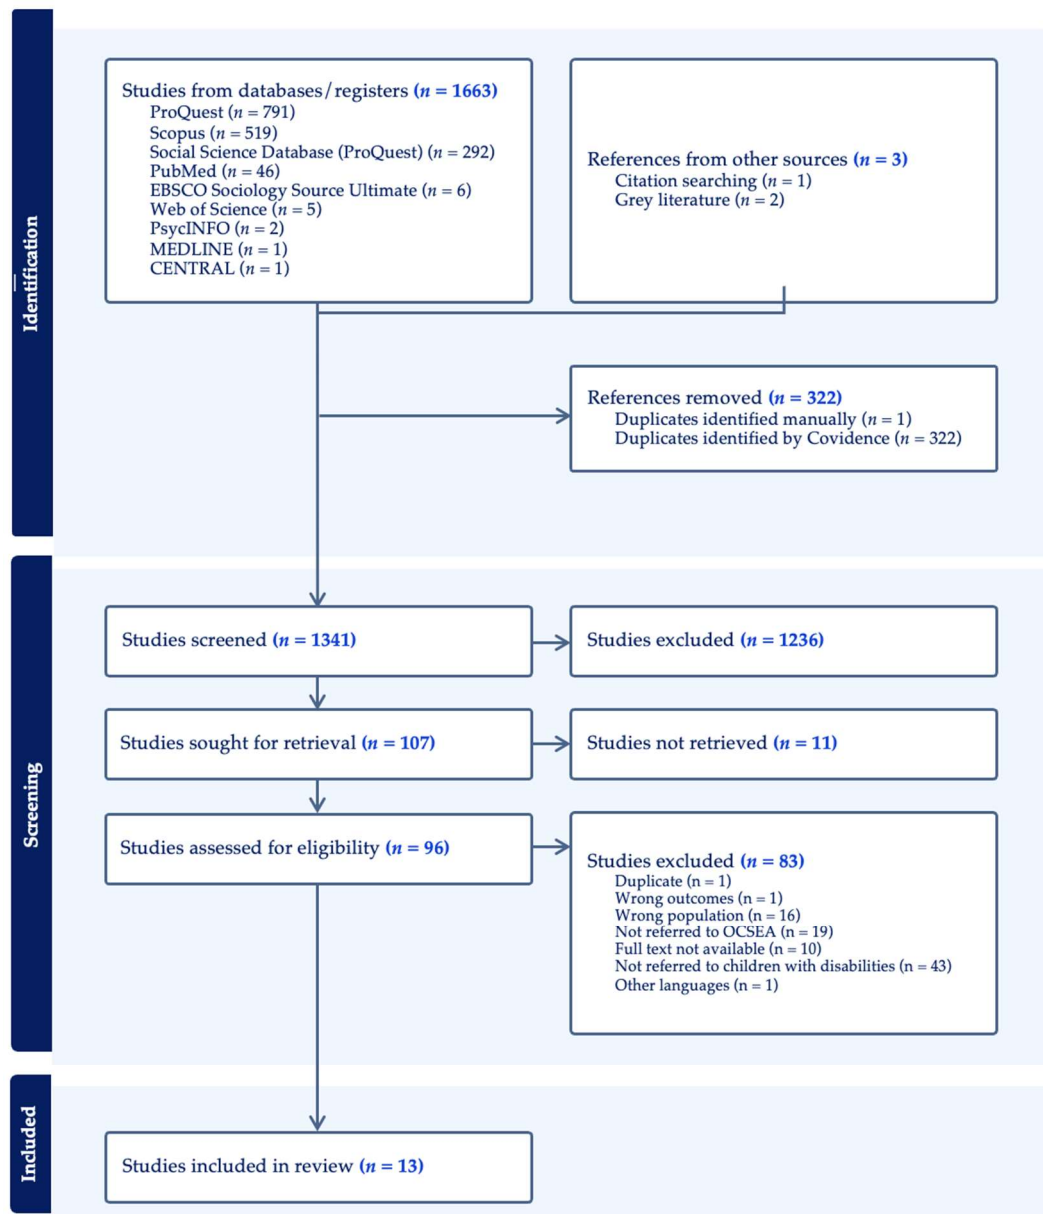 Identification
Studies from databases/registers (n = 1663)
ProQuest (n = 791)
Scopus (n = 519)
Social Science Database (ProQuest) (n = 292)
PubMed (n = 46)
EBSCO Sociology Source Ultimate (n = 6)
Web of Science (n = 5)
PsycINFO (n = 2)
MEDLINE (n = 1)
CENTRAL (n = 1)
References from other sources (n = 3)
Citation searching (n = 1)
Grey literature (n = 2)
References removed (n = 322)
Duplicates identified manually (n = 1)
Duplicates identified by Covidence (n = 322)
Screening
Studies screened (n = 1341)
Studies excluded (n = 1236)
Studies sought for retrieval (n = 107)
Studies not retrieved (n = 11)
Studies assessed for eligibility (n = 96)
Studies excluded (n = 83)
Duplicate (n = 1)
Wrong outcomes (n = 1)
Wrong population (n = 16)
Not referred to OCSEA (n = 19)
Full text not available (n = 10)
Not referred to children with disabilities (n = 43)
Other languages (n = 1)
Included
Studies included in review (n = 13)